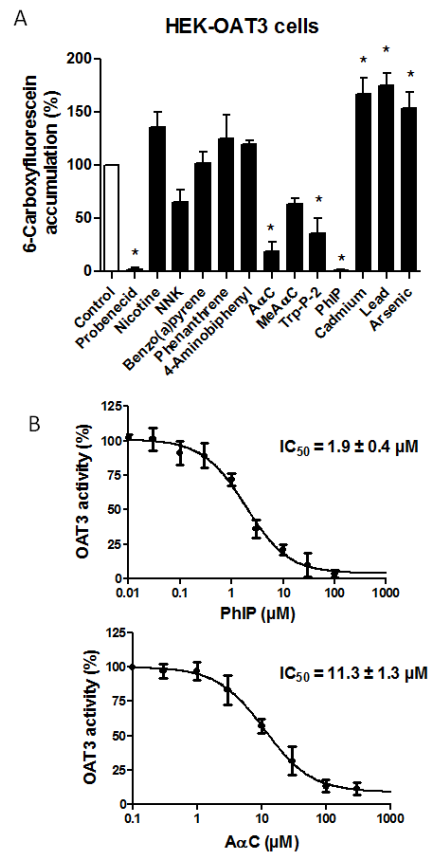 A
HEK-OAT3 cells
6-Carboxyfluorescein
accumulation (%)
200
150
100
50
0
* * * * * * *
Control
Probenecid
Nicotine
NNK
Benzo(a)pyrene
Phenanthrene
4-Aminobiphenyl
AαC
MeAαC
Trp-P-2
PhIP
Cadmium
Lead
Arsenic
B
OAT3 activity (%)
125
100
75
50
25
0
IC50 = 1.9 ± 0.4 µM
0.01 0.1 1 10 100 1000
PhIP (µM)
OAT3 activity (%)
125
100
75
50
25
0
IC50 = 11.3 ± 1.3 µM
0.1 1 10 100 1000
AαC (µM)